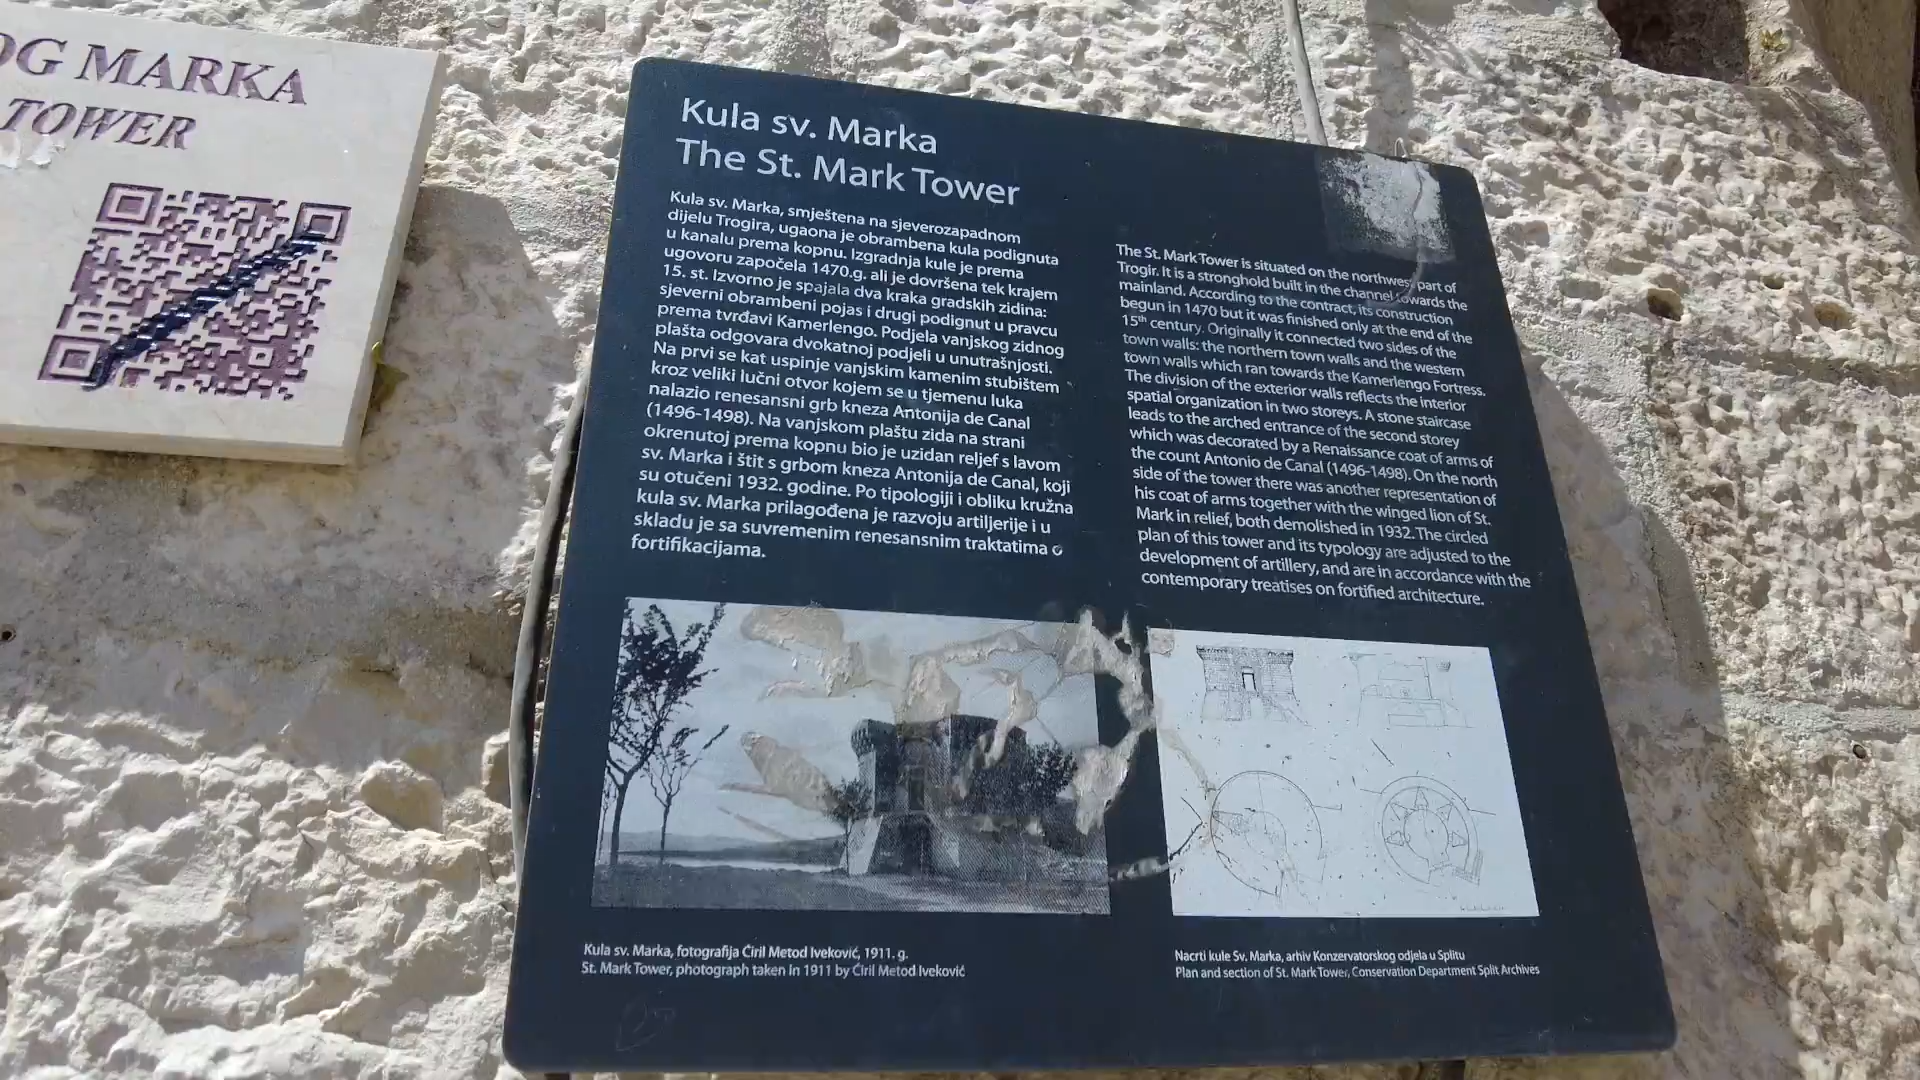 OG MARKA
TOWER
Kula sv. Marka
The St. Mark Tower
Kula sv. Marka, smještena na sjeverozapadnom
dijelu Trogira, ugaona je obrambena kula podignuta
u kanalu prema kopnu. Izgradnja kule je prema
ugovoru započela 1470.g. ali je dovršena tek krajem
15. st. Izvorno je spajala dva kraka gradskih zidina:
sjeverni obrambeni pojas i drugi podignut u pravcu
prema tvrđavi Kamerlengo. Podjela vanjskog zidnog
plašta odgovara dvokatnoj podjeli u unutrašnjosti.
Na prvi se kat uspinje vanjskim kamenim stubištem
kroz veliki lučni otvor kojem se u tjemenu luka
nalazio renesansni grb kneza Antonija de Canal
(1496-1498). Na vanjskom plaštu zida na strani
okrenutoj prema kopnu bio je uzidan reljef s lavom
sv. Marka i štit s grbom kneza Antonija de Canal, koji
su otučeni 1932. godine. Po tipologiji i obliku kružna
kula sv. Marka prilagođena je razvoju artiljerije i u
skladu je sa suvremenim renesansnim traktatima o
fortifikacijama.
The St. Mark Tower is situated on the northwest part of
Trogir. It is a stronghold built in the channel towards the
mainland. According to the contract, its construction
begun in 1470 but it was finished only at the end of the
15th century. Originally it connected two sides of the
town walls: the northern town walls and the western
town walls which ran towards the Kamerlengo Fortress.
The division of the exterior walls reflects the interior
spatial organization in two storeys. A stone staircase
leads to the arched entrance of the second storey
which was decorated by a Renaissance coat of arms of
the count Antonio de Canal (1496-1498). On the north
side of the tower there was another representation of
his coat of arms together with the winged lion of St.
Mark in relief, both demolished in 1932. The circled
plan of this tower and its typology are adjusted to the
development of artillery, and are in accordance with the
contemporary treatises on fortified architecture.
Kula sv. Marka, fotografija Ćiril Metod Iveković, 1911. g.
St. Mark Tower, photograph taken in 1911 by Ćiril Metod Iveković
Nacrti kule Sv. Marka, arhiv Konzervatorskog odjela u Splitu
Plan and section of St. Mark Tower, Conservation Department Split Archives